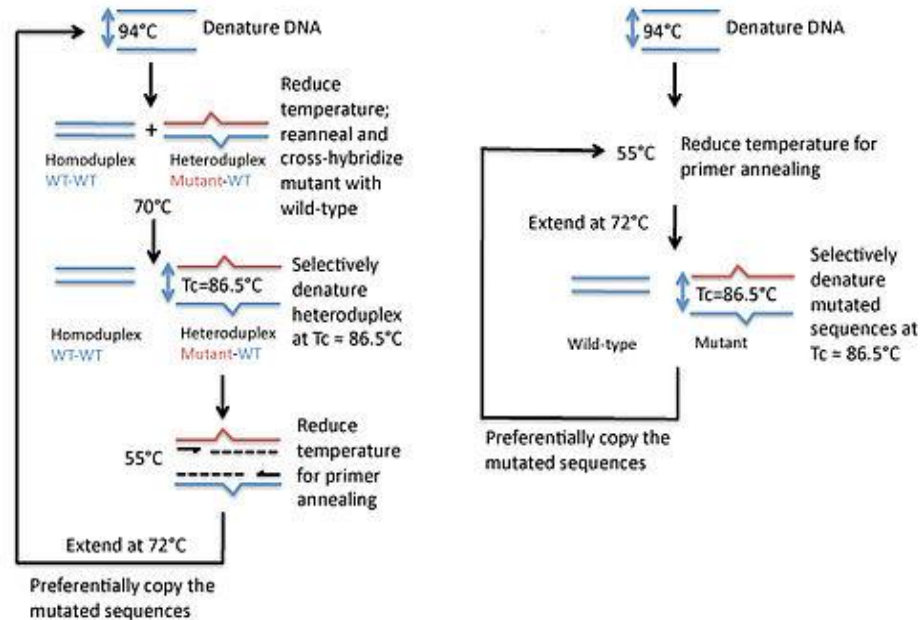 94°C
Denature DNA
Reduce
temperature;
reanneal and
cross-hybridize
mutant with
wild-type
+
Homoduplex
WT-WT
Heteroduplex
Mutant-WT
70°C
Tc=86.5°C
Selectively
denature
heteroduplex
at Tc = 86.5°C
Homoduplex
WT-WT
Heteroduplex
Mutant-WT
55°C
Reduce
temperature
for primer
annealing
Extend at 72°C
Preferentially copy the
mutated sequences
94°C
Denature DNA
55°C
Reduce temperature for
primer annealing
Extend at 72°C
Tc=86.5°C
Selectively
denature
mutated
sequences at
Tc = 86.5°C
Wild-type
Mutant
Preferentially copy the
mutated sequences